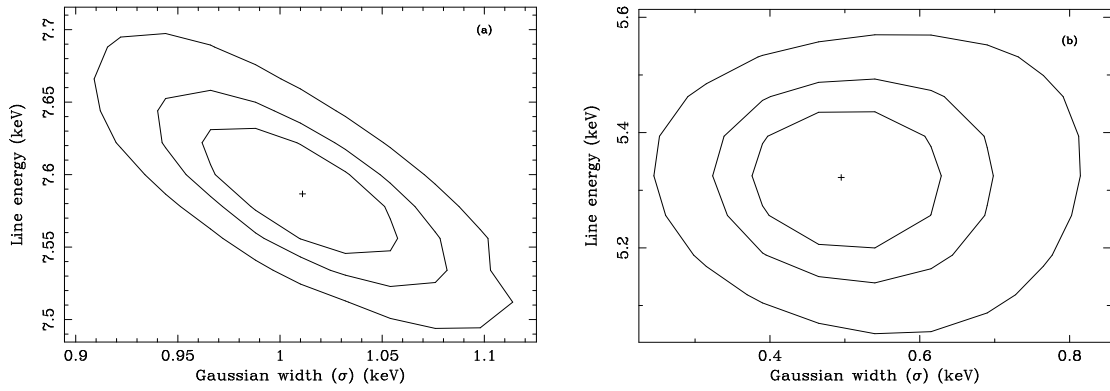 (a)
Line energy (keV)
7.7
7.65
7.6
7.55
7.5
0.9 0.95 1 1.05 1.1
Gaussian width (σ) (keV)
(b)
Line energy (keV)
5.6
5.4
5.2
0.4 0.6 0.8
Gaussian width (σ) (keV)